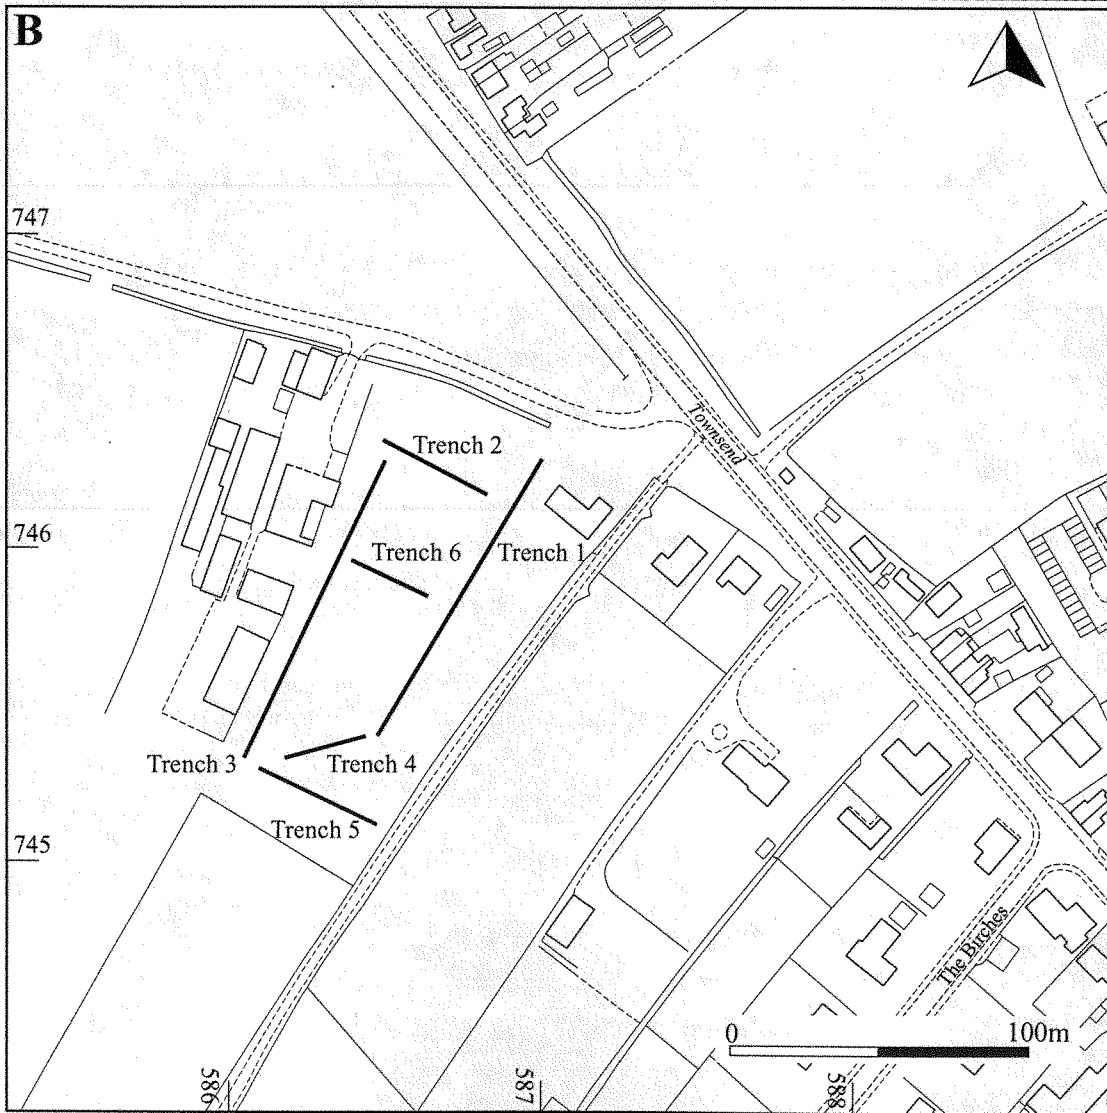 B
747
Townsend
Trench 2
746
Trench 6
Trench 1
Trench 3
Trench 4
Trench 5
745
The Birches
0
100m
586
587
588